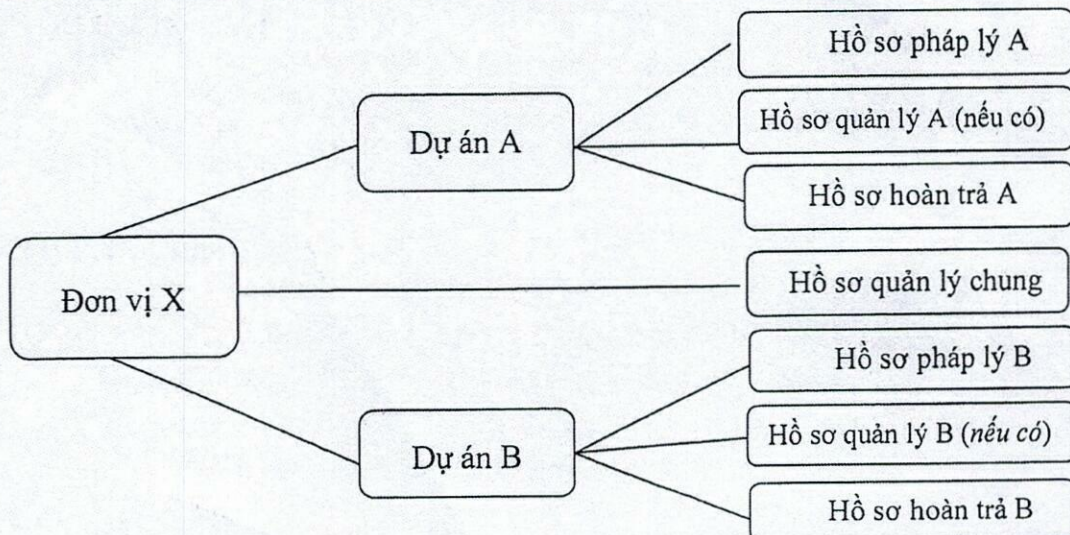 Hồ sơ pháp lý A
Dự án A
Hồ sơ quản lý A (nếu có)
Hồ sơ hoàn trả A
Đơn vị X
Hồ sơ quản lý chung
Hồ sơ pháp lý B
Dự án B
Hồ sơ quản lý B (nếu có)
Hồ sơ hoàn trả B